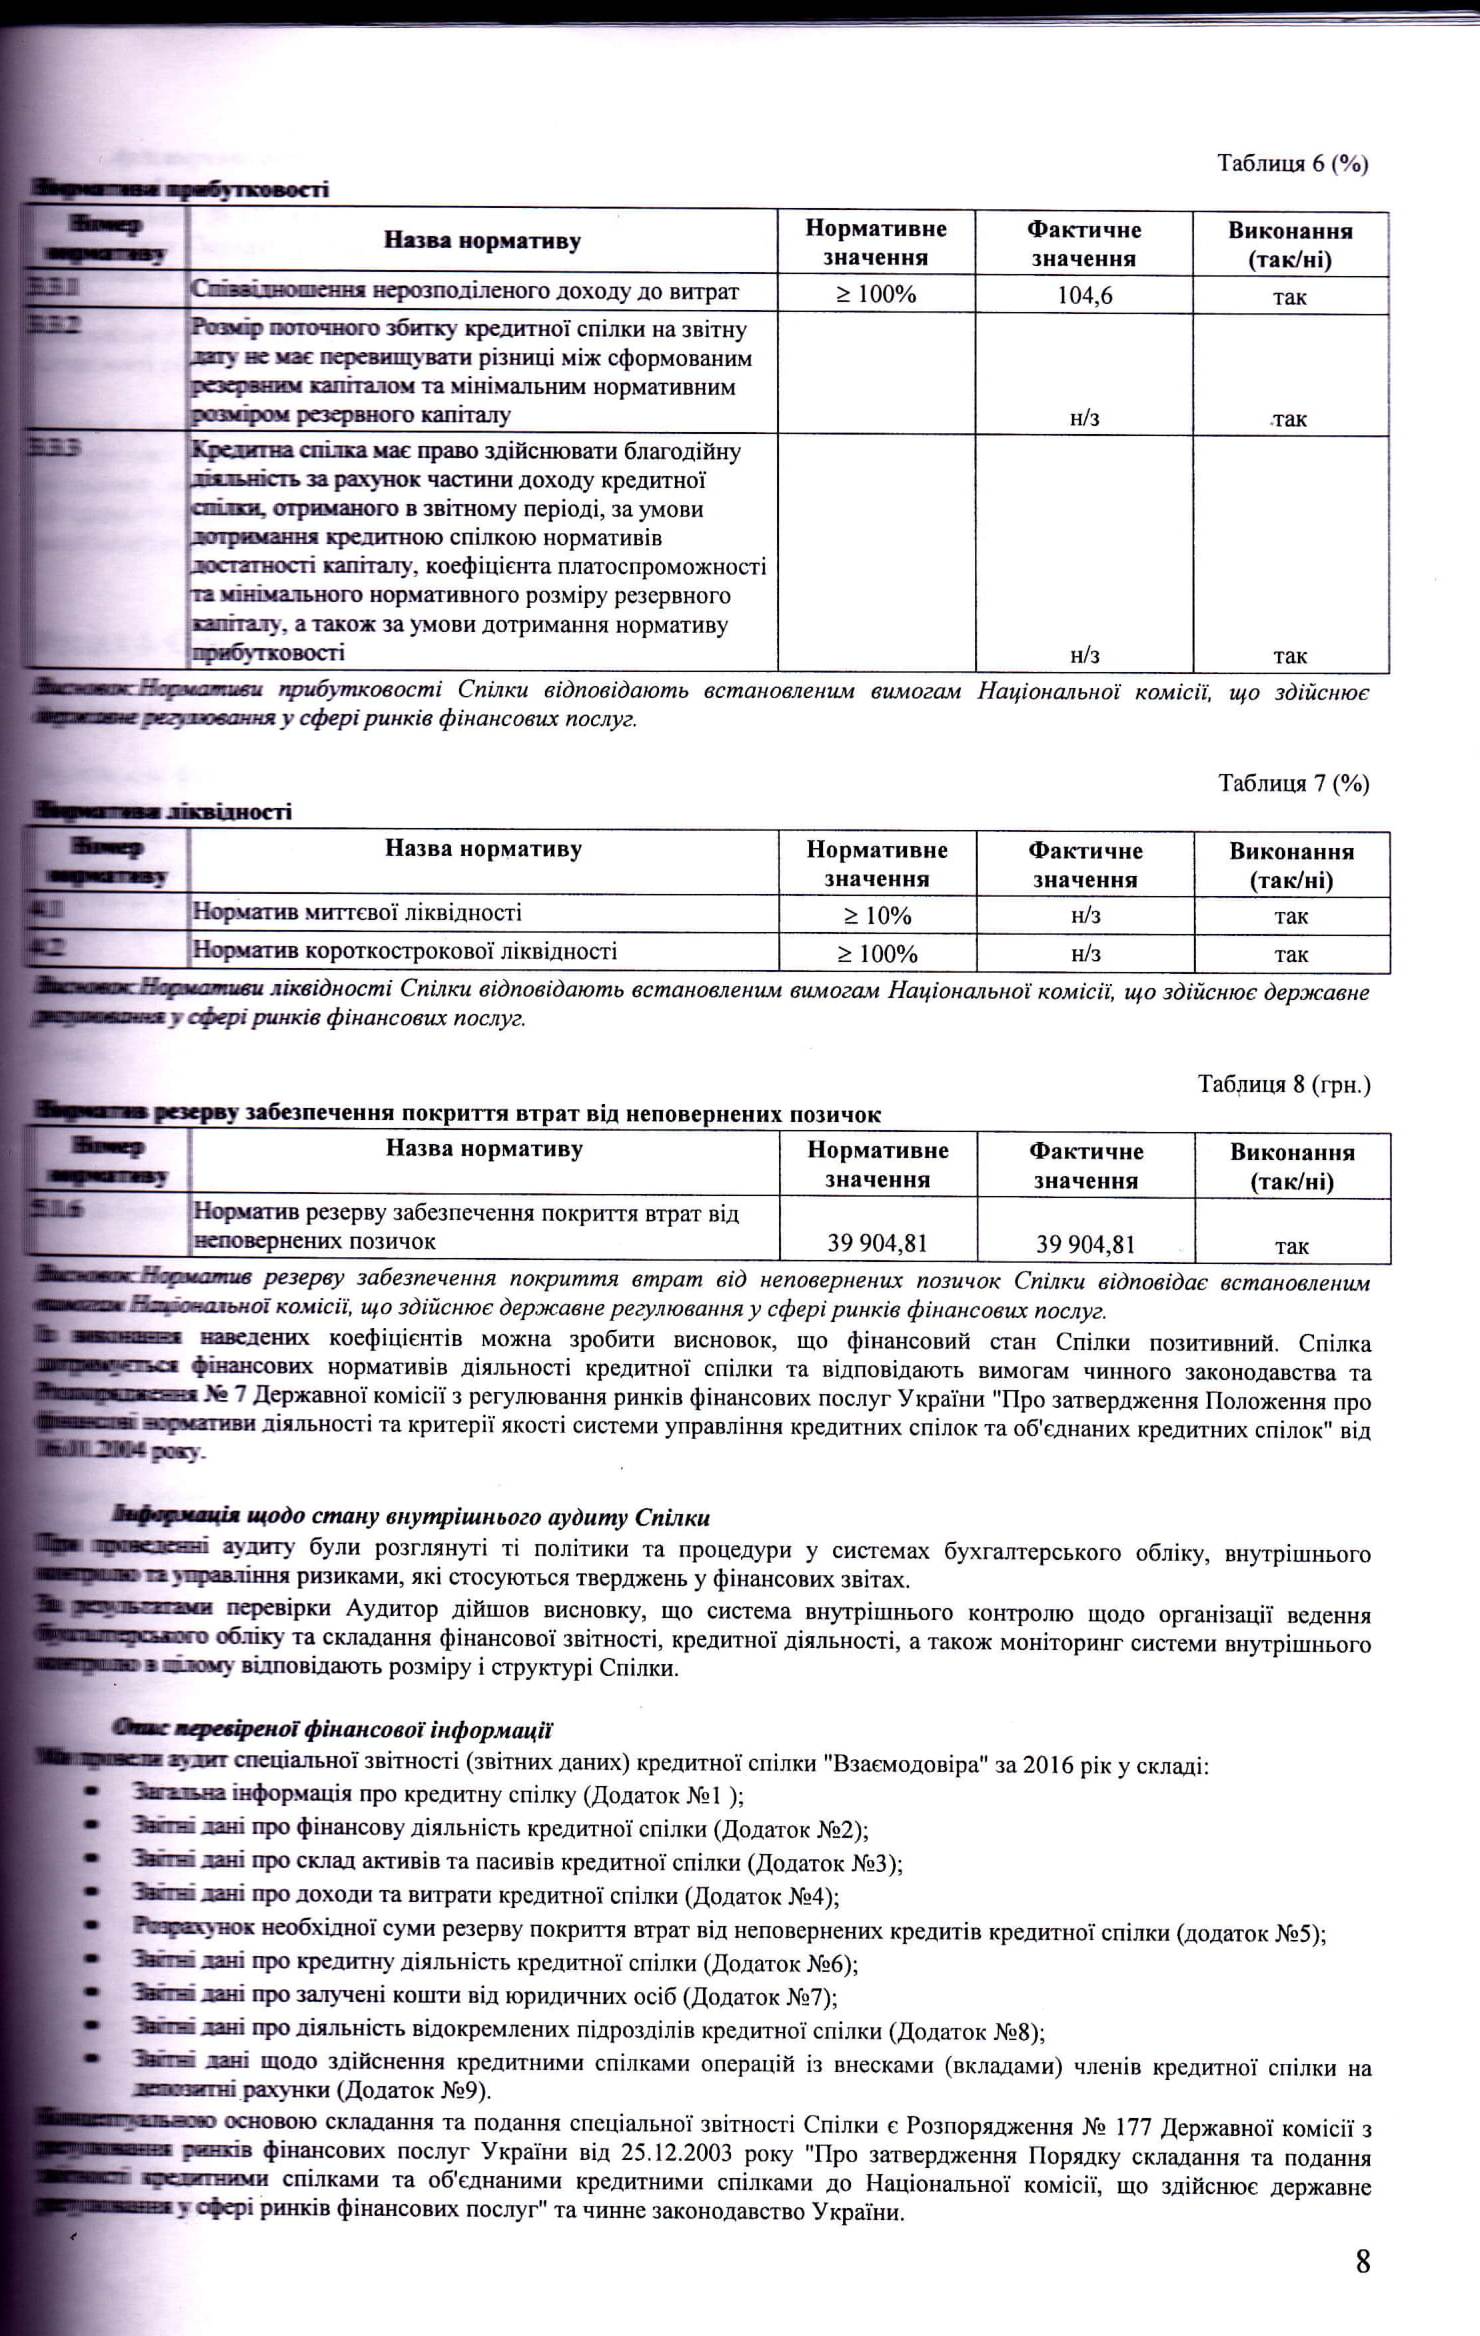 Таблиця 6 (%)
Нормативи прибутковості
Номер нормативу
Назва нормативу
Нормативне значення
Фактичне значення
Виконання (так/ні)
3.3.1 Співвідношення нерозподіленого доходу до витрат ≥ 100% 104,6 так
3.3.2 Розмір поточного збитку кредитної спілки на звітну
дату не має перевищувати різниці між сформованим
резервним капіталом та мінімальним нормативним
розміром резервного капіталу н/з так
3.3.3 Кредитна спілка має право здійснювати благодійну
діяльність за рахунок частини доходу кредитної
спілки, отриманого в звітному періоді, за умови
дотримання кредитною спілкою нормативів
достатності капіталу, коефіцієнта платоспроможності
та мінімального нормативного розміру резервного
капіталу, а також за умови дотримання нормативу
прибутковості н/з так
Висновок: Нормативи прибутковості Спілки відповідають встановленим вимогам Національної комісії, що здійснює
державне регулювання у сфері ринків фінансових послуг.
Таблиця 7 (%)
Нормативи ліквідності
Номер нормативу
Назва нормативу
Нормативне значення
Фактичне значення
Виконання (так/ні)
4.1 Норматив миттєвої ліквідності ≥ 10% н/з так
4.2 Норматив короткострокової ліквідності ≥ 100% н/з так
Висновок: Нормативи ліквідності Спілки відповідають встановленим вимогам Національної комісії, що здійснює державне
регулювання у сфері ринків фінансових послуг.
Таблиця 8 (грн.)
Норматив резерву забезпечення покриття втрат від неповернених позичок
Номер нормативу
Назва нормативу
Нормативне значення
Фактичне значення
Виконання (так/ні)
5.1.6 Норматив резерву забезпечення покриття втрат від
неповернених позичок 39 904,81 39 904,81 так
Висновок: Норматив резерву забезпечення покриття втрат від неповернених позичок Спілки відповідає встановленим
вимогам Національної комісії, що здійснює державне регулювання у сфері ринків фінансових послуг.
Із виконання наведених коефіцієнтів можна зробити висновок, що фінансовий стан Спілки позитивний. Спілка
дотримується фінансових нормативів діяльності кредитної спілки та відповідають вимогам чинного законодавства та
Розпорядження № 7 Державної комісії з регулювання ринків фінансових послуг України "Про затвердження Положення про
фінансові нормативи діяльності та критерії якості системи управління кредитних спілок та об'єднаних кредитних спілок" від
16.01.2004 року.
Інформація щодо стану внутрішнього аудиту Спілки
При проведенні аудиту були розглянуті ті політики та процедури у системах бухгалтерського обліку, внутрішнього
контролю та управління ризиками, які стосуються тверджень у фінансових звітах.
За результатами перевірки Аудитор дійшов висновку, що система внутрішнього контролю щодо організації ведення
бухгалтерського обліку та складання фінансової звітності, кредитної діяльності, а також моніторинг системи внутрішнього
контролю в цілому відповідають розміру і структурі Спілки.
Опис перевіреної фінансової інформації
Ми провели аудит спеціальної звітності (звітних даних) кредитної спілки "Взаємодовіра" за 2016 рік у складі:
• Загальна інформація про кредитну спілку (Додаток №1 );
• Звітні дані про фінансову діяльність кредитної спілки (Додаток №2);
• Звітні дані про склад активів та пасивів кредитної спілки (Додаток №3);
• Звітні дані про доходи та витрати кредитної спілки (Додаток №4);
• Розрахунок необхідної суми резерву покриття втрат від неповернених кредитів кредитної спілки (додаток №5);
• Звітні дані про кредитну діяльність кредитної спілки (Додаток №6);
• Звітні дані про залучені кошти від юридичних осіб (Додаток №7);
• Звітні дані про діяльність відокремлених підрозділів кредитної спілки (Додаток №8);
• Звітні дані щодо здійснення кредитними спілками операцій із внесками (вкладами) членів кредитної спілки на
депозитні рахунки (Додаток №9).
Концептуальною основою складання та подання спеціальної звітності Спілки є Розпорядження № 177 Державної комісії з
регулювання ринків фінансових послуг України від 25.12.2003 року "Про затвердження Порядку складання та подання
звітності кредитними спілками та об'єднаними кредитними спілками до Національної комісії, що здійснює державне
регулювання у сфері ринків фінансових послуг" та чинне законодавство України.
8